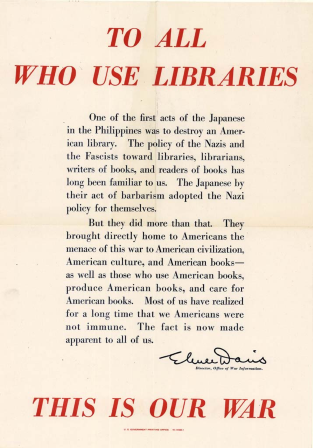 TO ALL
WHO USE LIBRARIES
One of the first acts of the Japanese
in the Philippines was to destroy an Amer-
ican library. The policy of the Nazis and
the Fascists toward libraries, librarians,
writers of books, and readers of books has
long been familiar to us. The Japanese by
their act of barbarism adopted the Nazi
policy for themselves.
But they did more than that. They
brought directly home to Americans the
menace of this war to American civilization,
American culture, and American books—
as well as those who use American books,
produce American books, and care for
American books. Most of us have realized
for a long time that we Americans were
not immune. The fact is now made
apparent to all of us.
Elmer Davis
Director, Office of War Information.
THIS IS OUR WAR